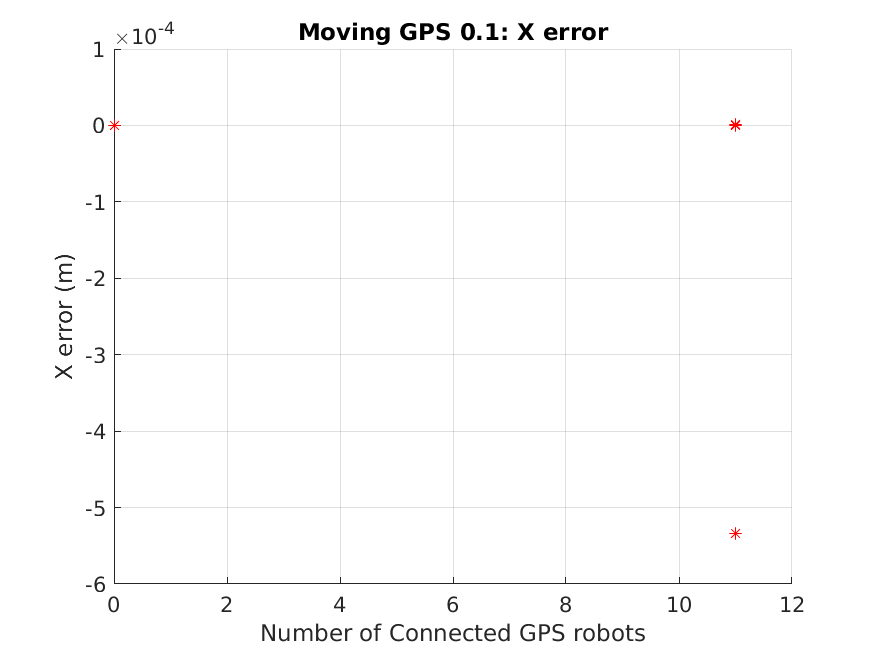 Moving GPS 0.1: X error
×10⁻⁴
1
0
-1
-2
-3
-4
-5
-6
X error (m)
0 2 4 6 8 10 12
Number of Connected GPS robots